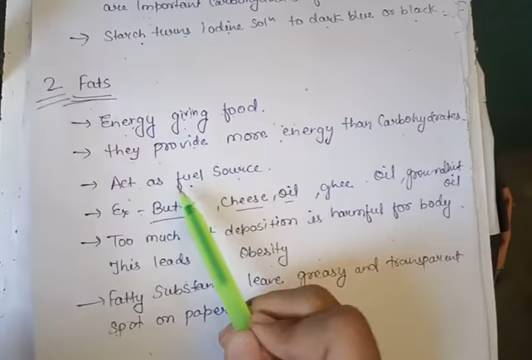 are Important Carbohydrates
→ Starch turns iodine solⁿ to dark blue or black.
2 Fats
→ Energy giving food.
→ they provide more energy than Carbohydrates.
→ Act as fuel source.
→ Ex - But , Cheese, oil , ghee oil, groundnut oil
→ Too much deposition is harmful for body.
This leads Obesity
→ Fatty Substan leave greasy and transparent
spot on paper